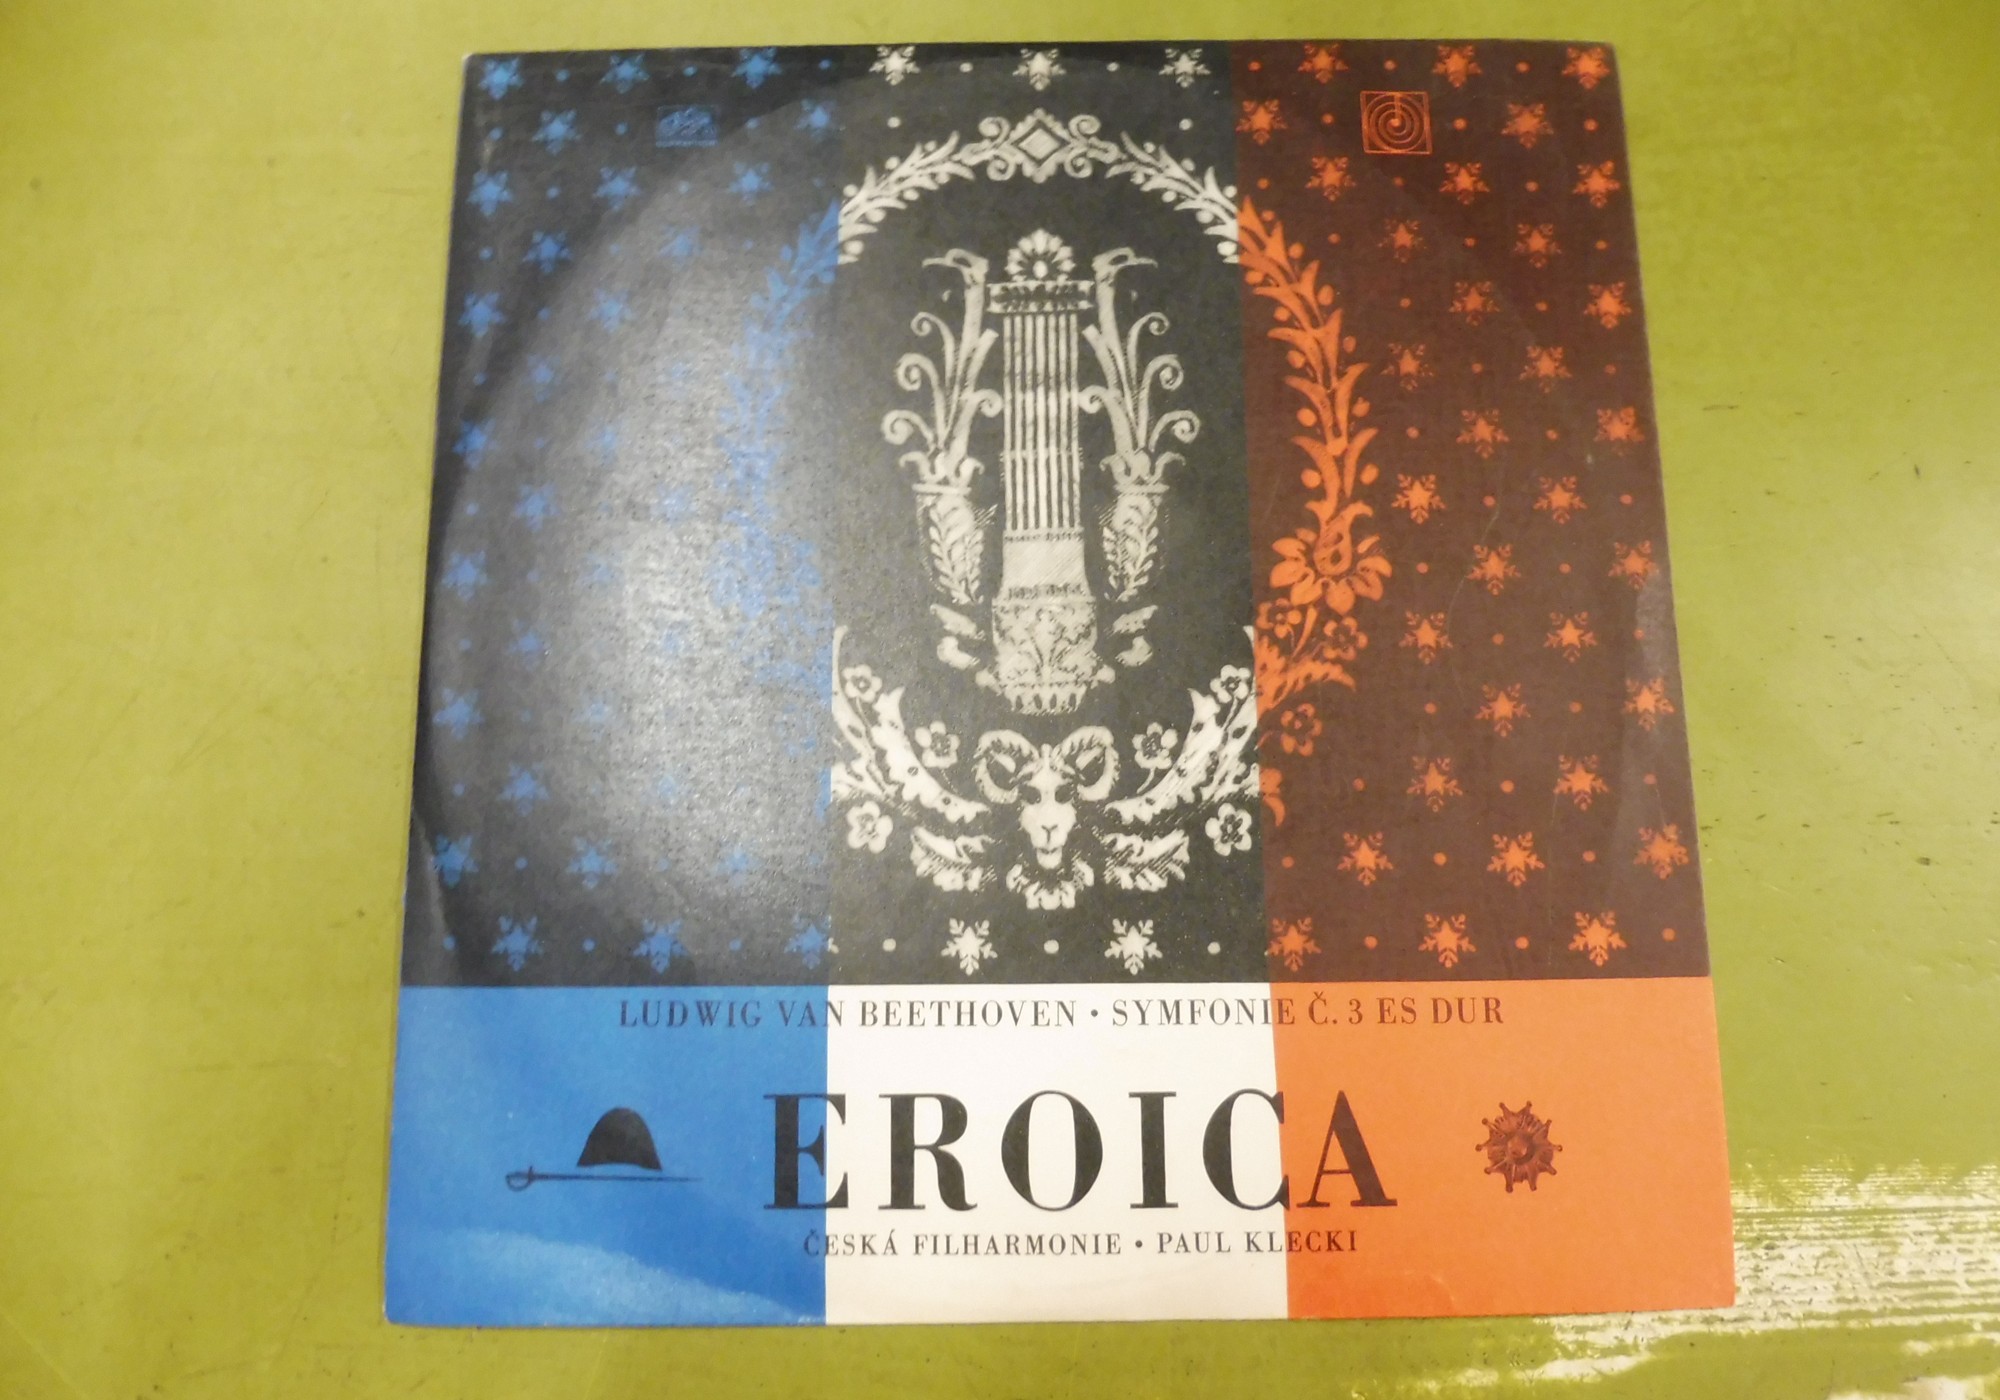 LUDWIG VAN BEETHOVEN • SYMFONIE Č. 3 ES DUR
EROICA
ČESKÁ FILHARMONIE • PAUL KLECKI